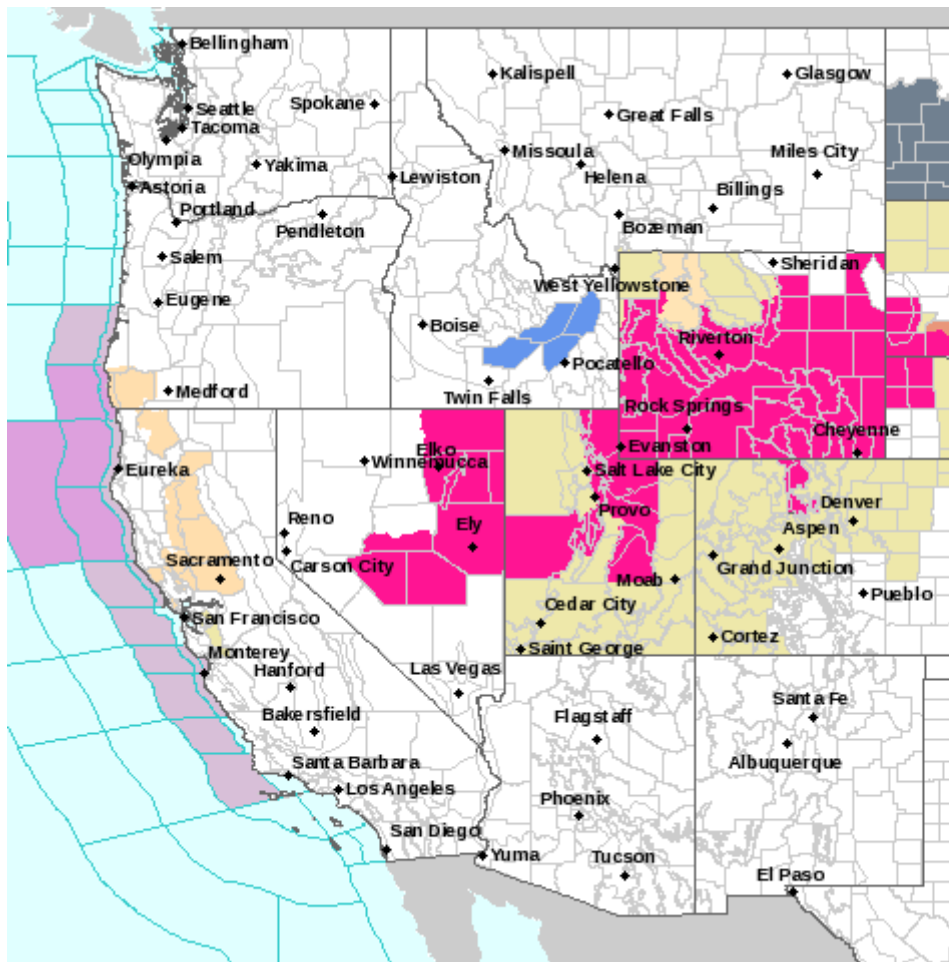 Bellingham
Kalispell
Glasgow
Seattle
Spokane
Great Falls
Tacoma
Olympia
Yakima
Missoula
Helena
Miles City
Astoria
Lewiston
Billings
Portland
Pendleton
Bozeman
Salem
Sheridan
West Yellowstone
Eugene
Boise
Riverton
Pocatello
Medford
Twin Falls
Rock Springs
Cheyenne
Eureka
Winnemucca
Elko
Evanston
Salt Lake City
Provo
Denver
Reno
Ely
Aspen
Sacramento
Carson City
Grand Junction
Moab
Pueblo
San Francisco
Cedar City
Cortez
Monterey
Saint George
Hanford
Las Vegas
Bakersfield
Flagstaff
Santa Fe
Albuquerque
Santa Barbara
Los Angeles
Phoenix
San Diego
Yuma
Tucson
El Paso